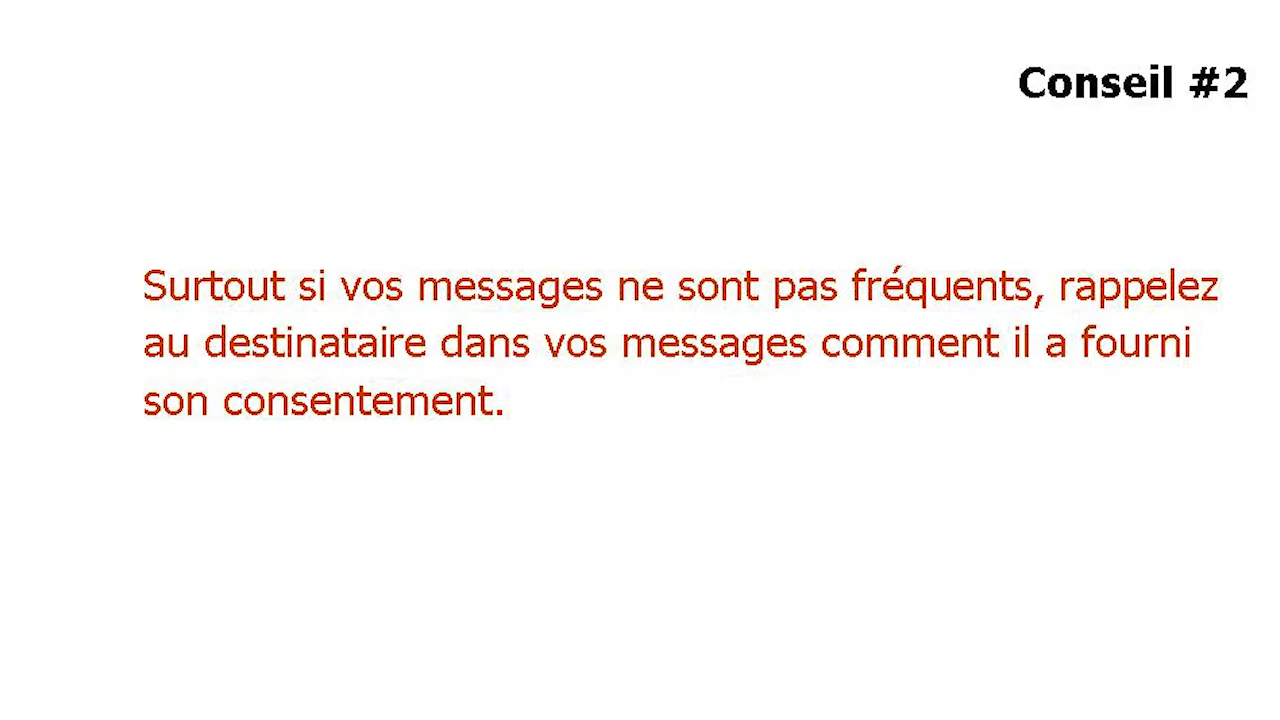 Conseil #2
Surtout si vos messages ne sont pas fréquents, rappelez
au destinataire dans vos messages comment il a fourni
son consentement.